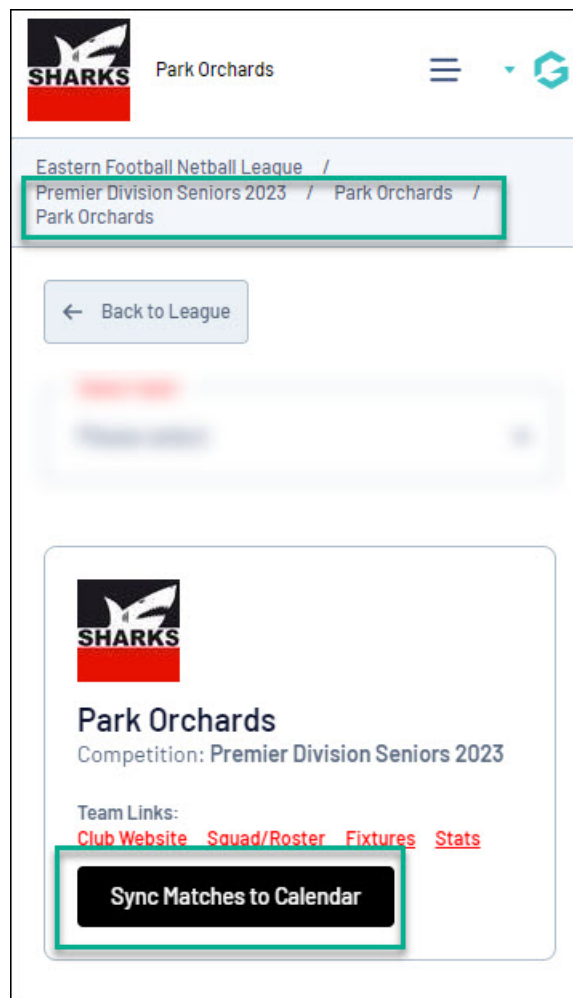 SHARKS
Park Orchards
Eastern Football Netball League /
Premier Division Seniors 2023 / Park Orchards /
Park Orchards
← Back to League
SHARKS
Park Orchards
Competition: Premier Division Seniors 2023
Team Links:
Club Website Squad/Roster Fixtures Stats
Sync Matches to Calendar